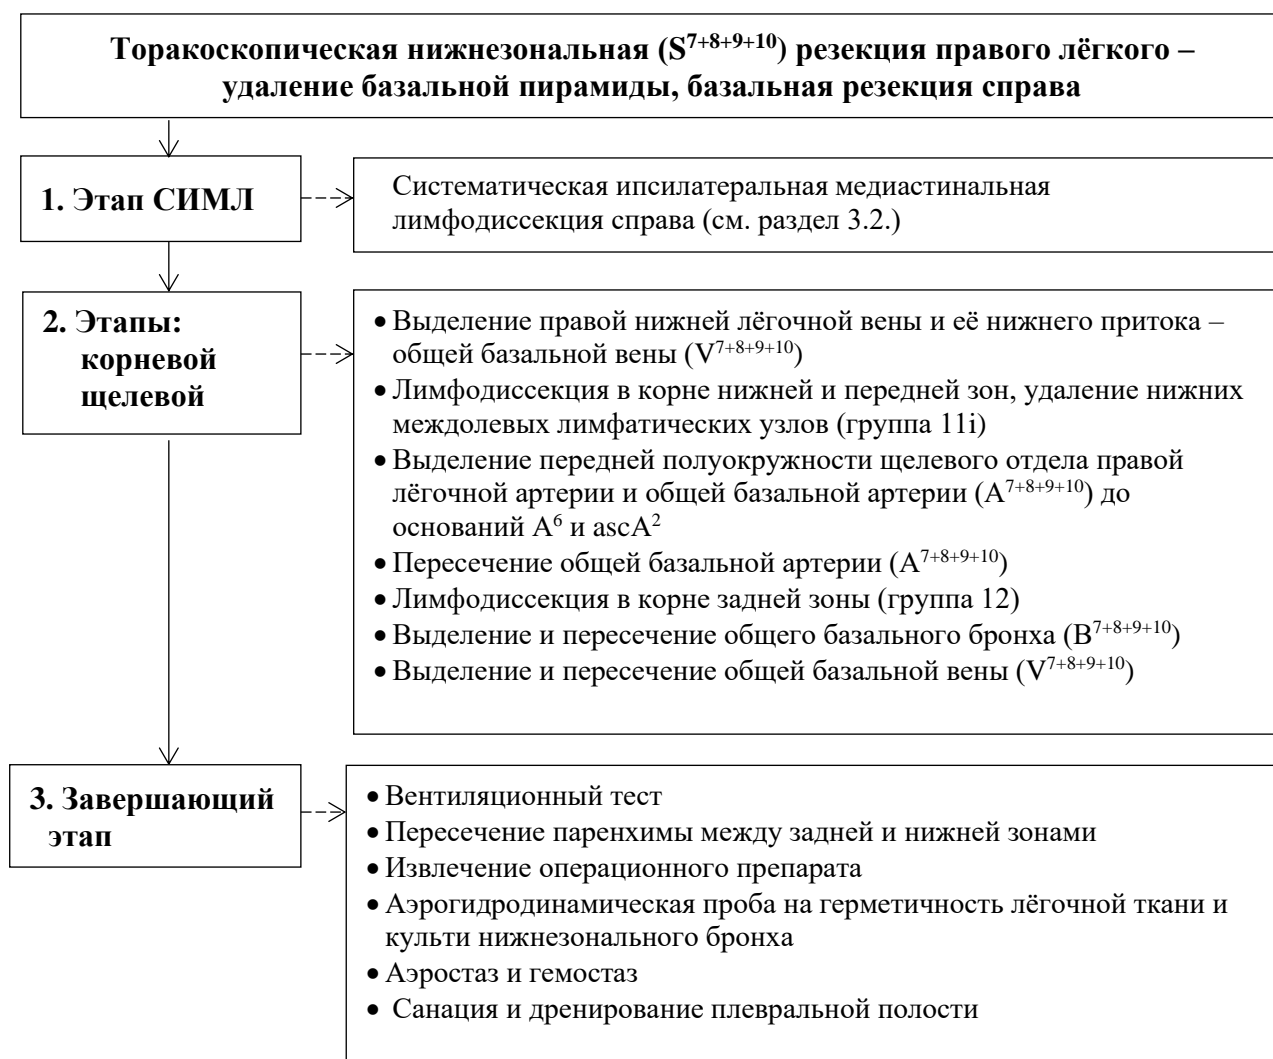 Торакоскопическая нижнезональная (S⁷⁺⁸⁺⁹⁺¹⁰) резекция правого лёгкого –
удаление базальной пирамиды, базальная резекция справа
1. Этап СИМЛ
Систематическая ипсилатеральная медиастинальная
лимфодиссекция справа (см. раздел 3.2.)
2. Этапы:
корневой
щелевой
• Выделение правой нижней лёгочной вены и её нижнего притока –
общей базальной вены (V⁷⁺⁸⁺⁹⁺¹⁰)
• Лимфодиссекция в корне нижней и передней зон, удаление нижних
междолевых лимфатических узлов (группа 11i)
• Выделение передней полуокружности щелевого отдела правой
лёгочной артерии и общей базальной артерии (A⁷⁺⁸⁺⁹⁺¹⁰) до
оснований A⁶ и ascA²
• Пересечение общей базальной артерии (A⁷⁺⁸⁺⁹⁺¹⁰)
• Лимфодиссекция в корне задней зоны (группа 12)
• Выделение и пересечение общего базального бронха (B⁷⁺⁸⁺⁹⁺¹⁰)
• Выделение и пересечение общей базальной вены (V⁷⁺⁸⁺⁹⁺¹⁰)
3. Завершающий
этап
• Вентиляционный тест
• Пересечение паренхимы между задней и нижней зонами
• Извлечение операционного препарата
• Аэрогидродинамическая проба на герметичность лёгочной ткани и
культи нижнезонального бронха
• Аэростаз и гемостаз
• Санация и дренирование плевральной полости